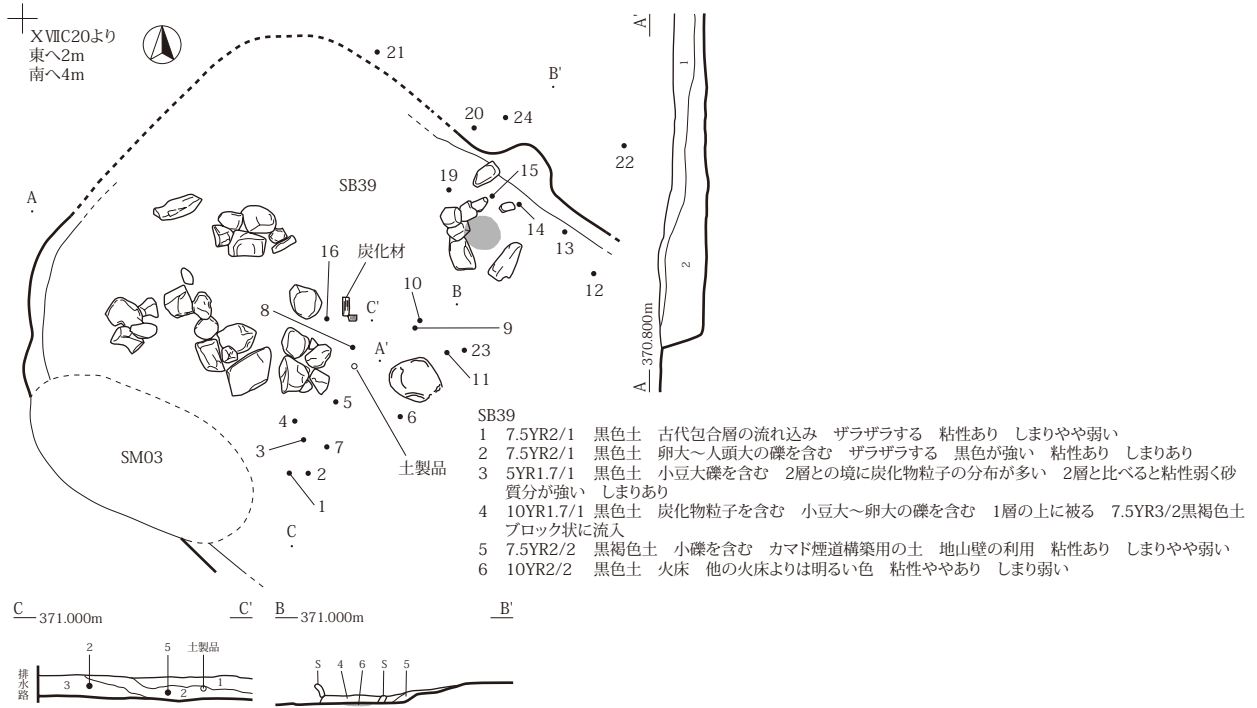 XⅦC20より
東へ2m
南へ4m
21
B'
20
24
22
A
SB39
19
15
14
13
12
16
炭化材
10
B
8
C'
9
A'
23
11
5
4
6
3
7
SM03
土製品
2
1
C
A'
1
2
A 370.800m
SB39
1 7.5YR2/1 黒色土 古代包含層の流れ込み ザラザラする 粘性あり しまりやや弱い
2 7.5YR2/1 黒色土 卵大～人頭大の礫を含む ザラザラする 黒色が強い 粘性あり しまりあり
3 5YR1.7/1 黒色土 小豆大礫を含む 2層との境に炭化物粒子の分布が多い 2層と比べると粘性弱く砂
質分が強い しまりあり
4 10YR1.7/1 黒色土 炭化物粒子を含む 小豆大～卵大の礫を含む 1層の上に被る 7.5YR3/2黒褐色土
ブロック状に流入
5 7.5YR2/2 黒褐色土 小礫を含む カマド煙道構築用の土 地山壁の利用 粘性あり しまりやや弱い
6 10YR2/2 黒色土 火床 他の火床よりは明るい色 粘性ややあり しまり弱い
C 371.000m C'
2 5 土製品
排水路
3 2 1
B 371.000m B'
S 4 6 S 5